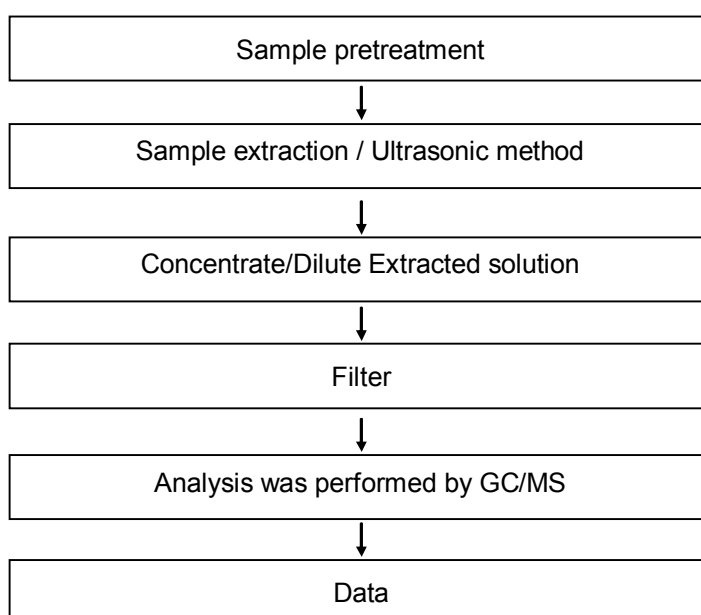 Sample pretreatment
Sample extraction / Ultrasonic method
Concentrate/Dilute Extracted solution
Filter
Analysis was performed by GC/MS
Data